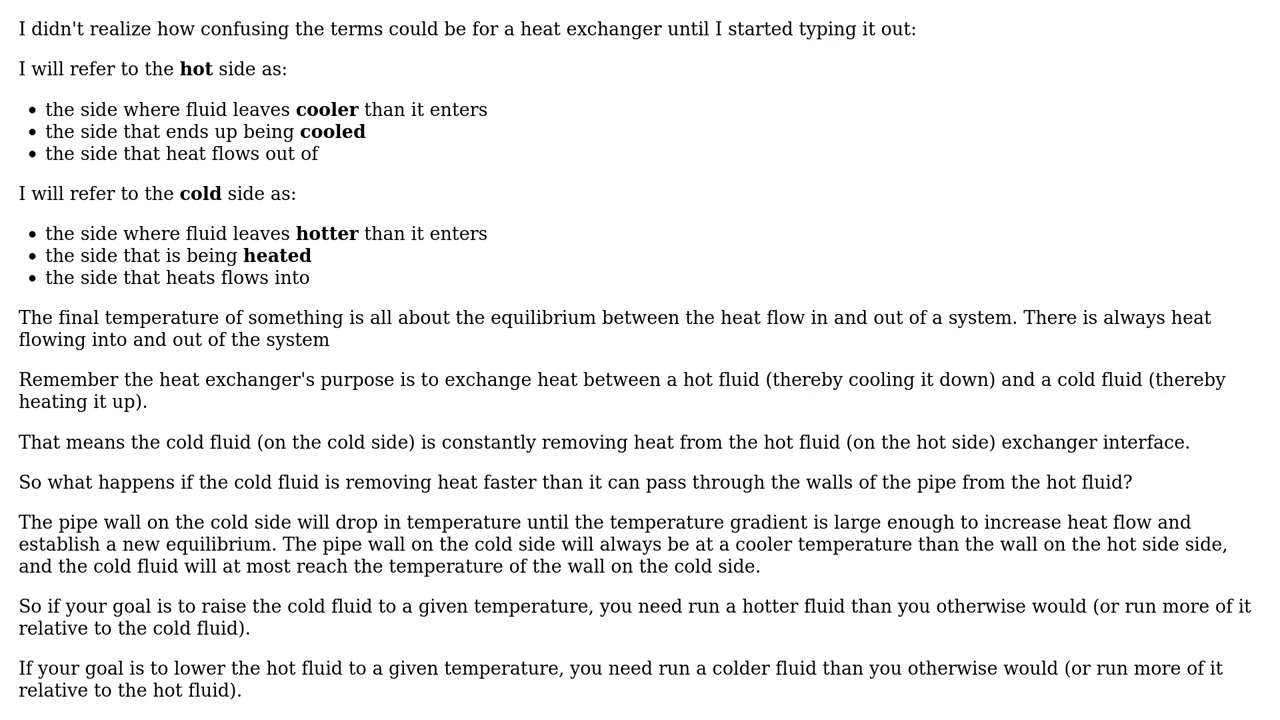 I didn't realize how confusing the terms could be for a heat exchanger until I started typing it out:
I will refer to the hot side as:
• the side where fluid leaves cooler than it enters
• the side that ends up being cooled
• the side that heat flows out of
I will refer to the cold side as:
• the side where fluid leaves hotter than it enters
• the side that is being heated
• the side that heats flows into
The final temperature of something is all about the equilibrium between the heat flow in and out of a system. There is always heat
flowing into and out of the system
Remember the heat exchanger's purpose is to exchange heat between a hot fluid (thereby cooling it down) and a cold fluid (thereby
heating it up).
That means the cold fluid (on the cold side) is constantly removing heat from the hot fluid (on the hot side) exchanger interface.
So what happens if the cold fluid is removing heat faster than it can pass through the walls of the pipe from the hot fluid?
The pipe wall on the cold side will drop in temperature until the temperature gradient is large enough to increase heat flow and
establish a new equilibrium. The pipe wall on the cold side will always be at a cooler temperature than the wall on the hot side side,
and the cold fluid will at most reach the temperature of the wall on the cold side.
So if your goal is to raise the cold fluid to a given temperature, you need run a hotter fluid than you otherwise would (or run more of it
relative to the cold fluid).
If your goal is to lower the hot fluid to a given temperature, you need run a colder fluid than you otherwise would (or run more of it
relative to the hot fluid).